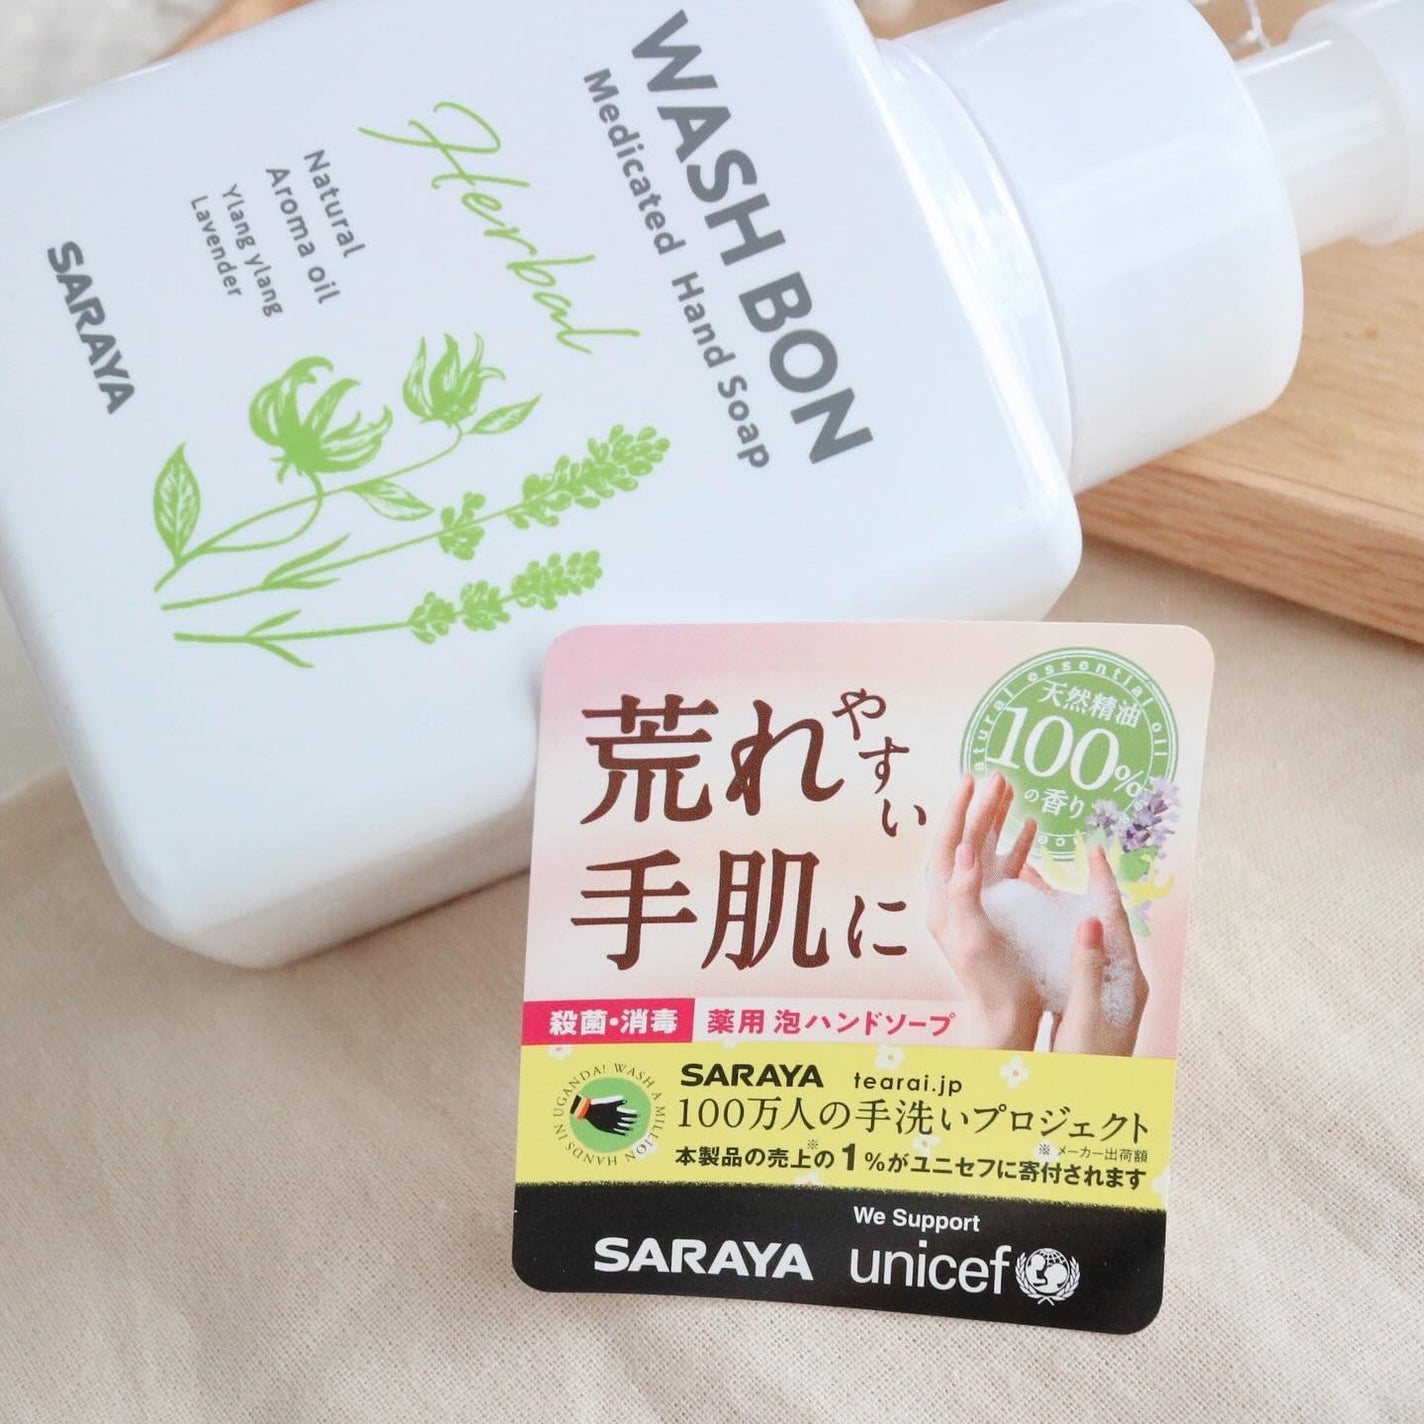 WASH BON
Medicated Hand Soap
Herbal
Natural
Aroma oil
Ylang ylang
Lavender
SARAYA
荒れやすい
手肌に
natural essential oil
天然精油
100%
の香り
殺菌・消毒 薬用 泡ハンドソープ
UGANDA! WASH A MILLION HANDS IN
SARAYA tearai.jp
100万人の手洗いプロジェクト
※メーカー出荷額
本製品の売上※の1%がユニセフに寄付されます
We Support
SARAYA unicef